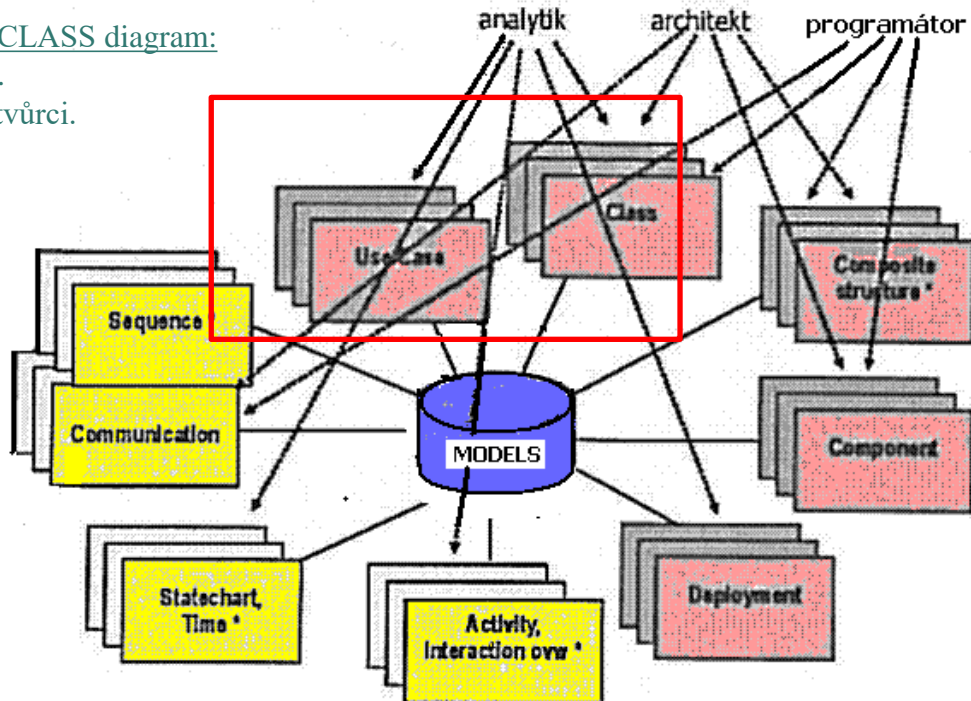 CLASS diagram:
.
tvůrci.
analytik
architekt
programátor
Class
Use Case
Composite
structure *
Sequence
Communication
MODELS
Component
Statechart,
Time *
Activity,
Interaction ovw *
Deployment